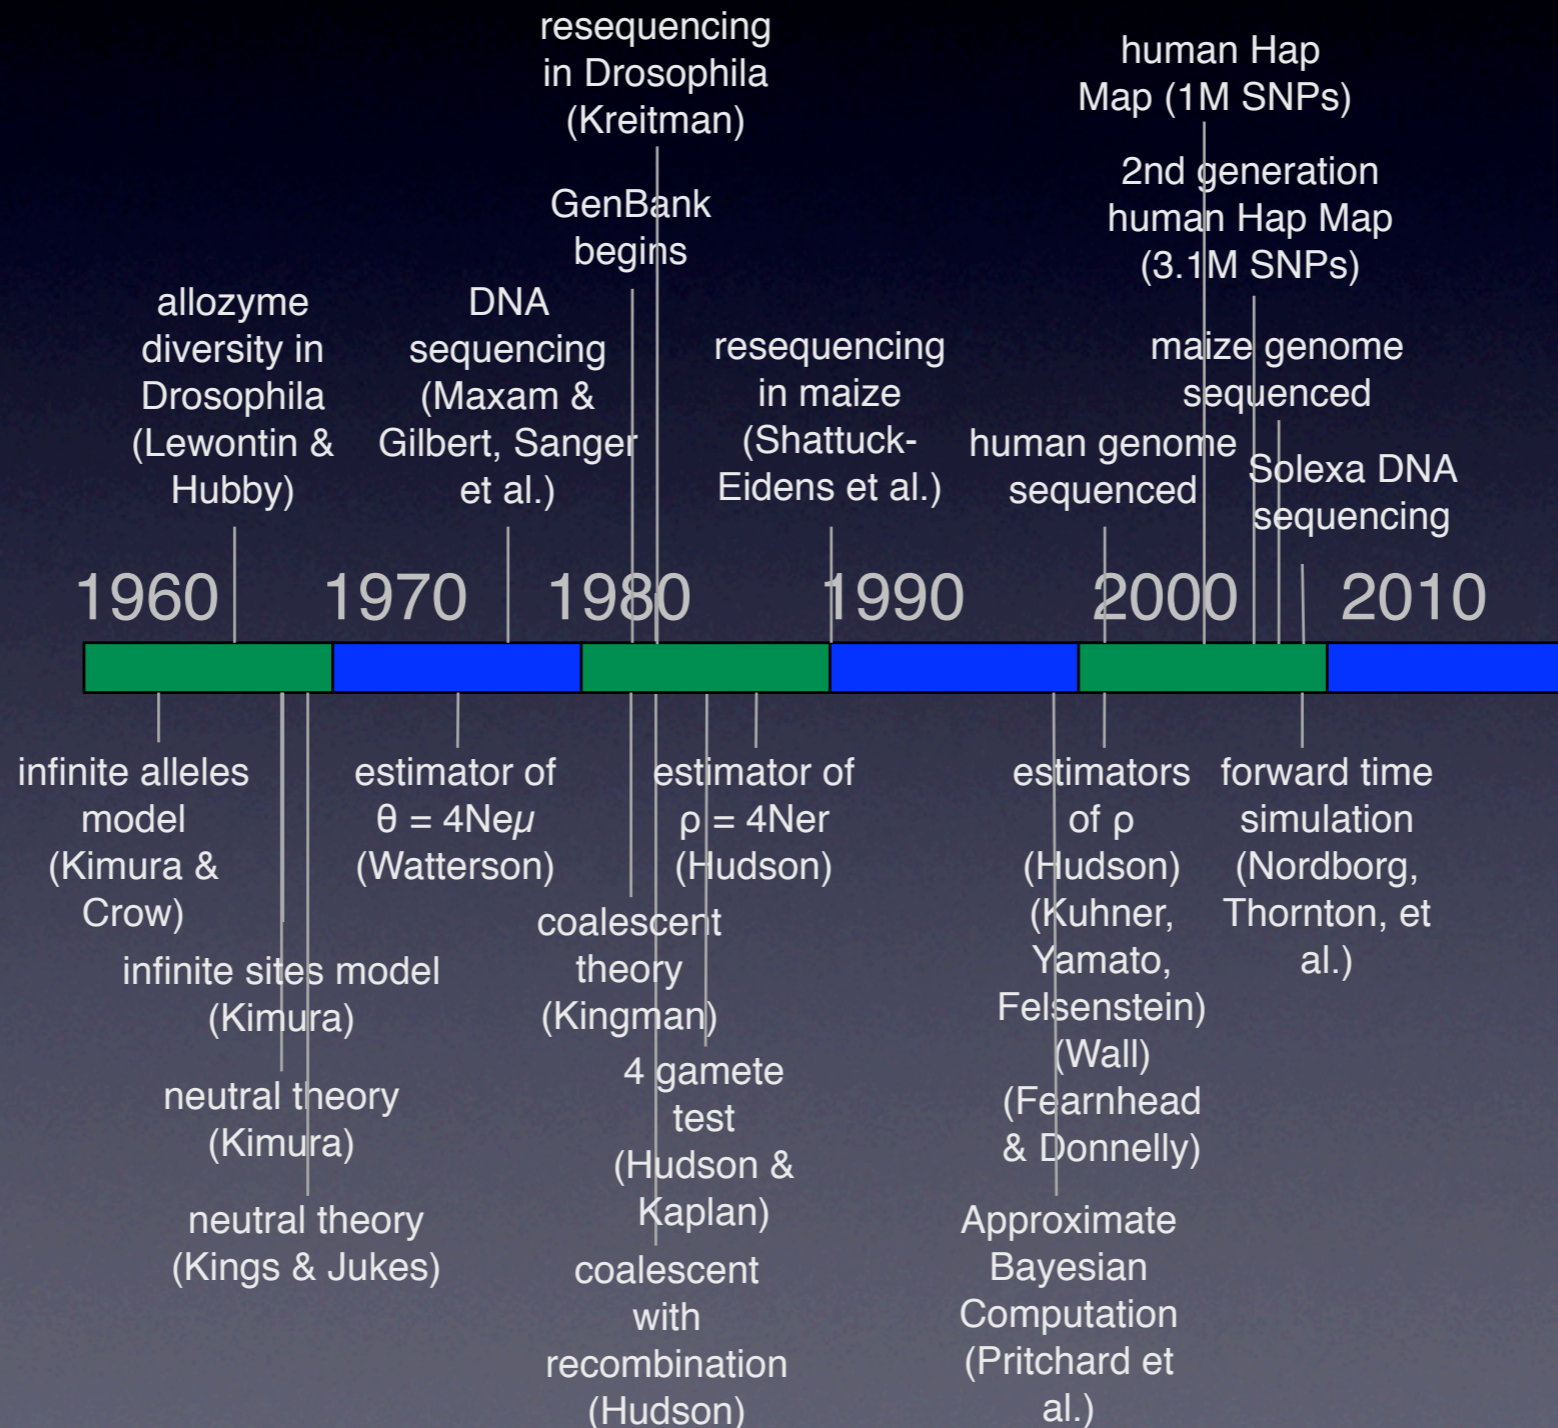 resequencing
in Drosophila
(Kreitman)
human Hap
Map (1M SNPs)
GenBank
begins
2nd generation
human Hap Map
(3.1M SNPs)
allozyme
diversity in
Drosophila
(Lewontin &
Hubby)
DNA
sequencing
(Maxam &
Gilbert, Sanger
et al.)
resequencing
in maize
(Shattuck-
Eidens et al.)
maize genome
sequenced
human genome
sequenced
Solexa DNA
sequencing
1960 1970 1980 1990 2000 2010
infinite alleles
model
(Kimura &
Crow)
estimator of
θ = 4Neμ
(Watterson)
estimator of
ρ = 4Ner
(Hudson)
estimators
of ρ
(Hudson)
(Kuhner,
Yamato,
Felsenstein)
(Wall)
(Fearnhead
& Donnelly)
forward time
simulation
(Nordborg,
Thornton, et
al.)
infinite sites model
(Kimura)
coalescent
theory
(Kingman)
neutral theory
(Kimura)
4 gamete
test
(Hudson &
Kaplan)
neutral theory
(Kings & Jukes)
coalescent
with
recombination
(Hudson)
Approximate
Bayesian
Computation
(Pritchard et
al.)